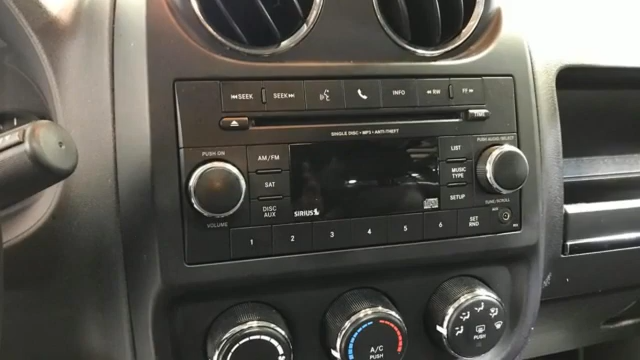 ⏮SEEK SEEK⏭ INFO ◂◂RW FF▸▸
TIME
SINGLE DISC • MP3 • ANTI-THEFT
PUSH ON
VOLUME
AM/FM
SAT
DISC
AUX
SIRIUS
LIST
MUSIC
TYPE
SETUP
PUSH AUDIO/SELECT
TUNE/SCROLL
1 2 3 4 5 6 SET
RND
A/C
PUSH
PUSH